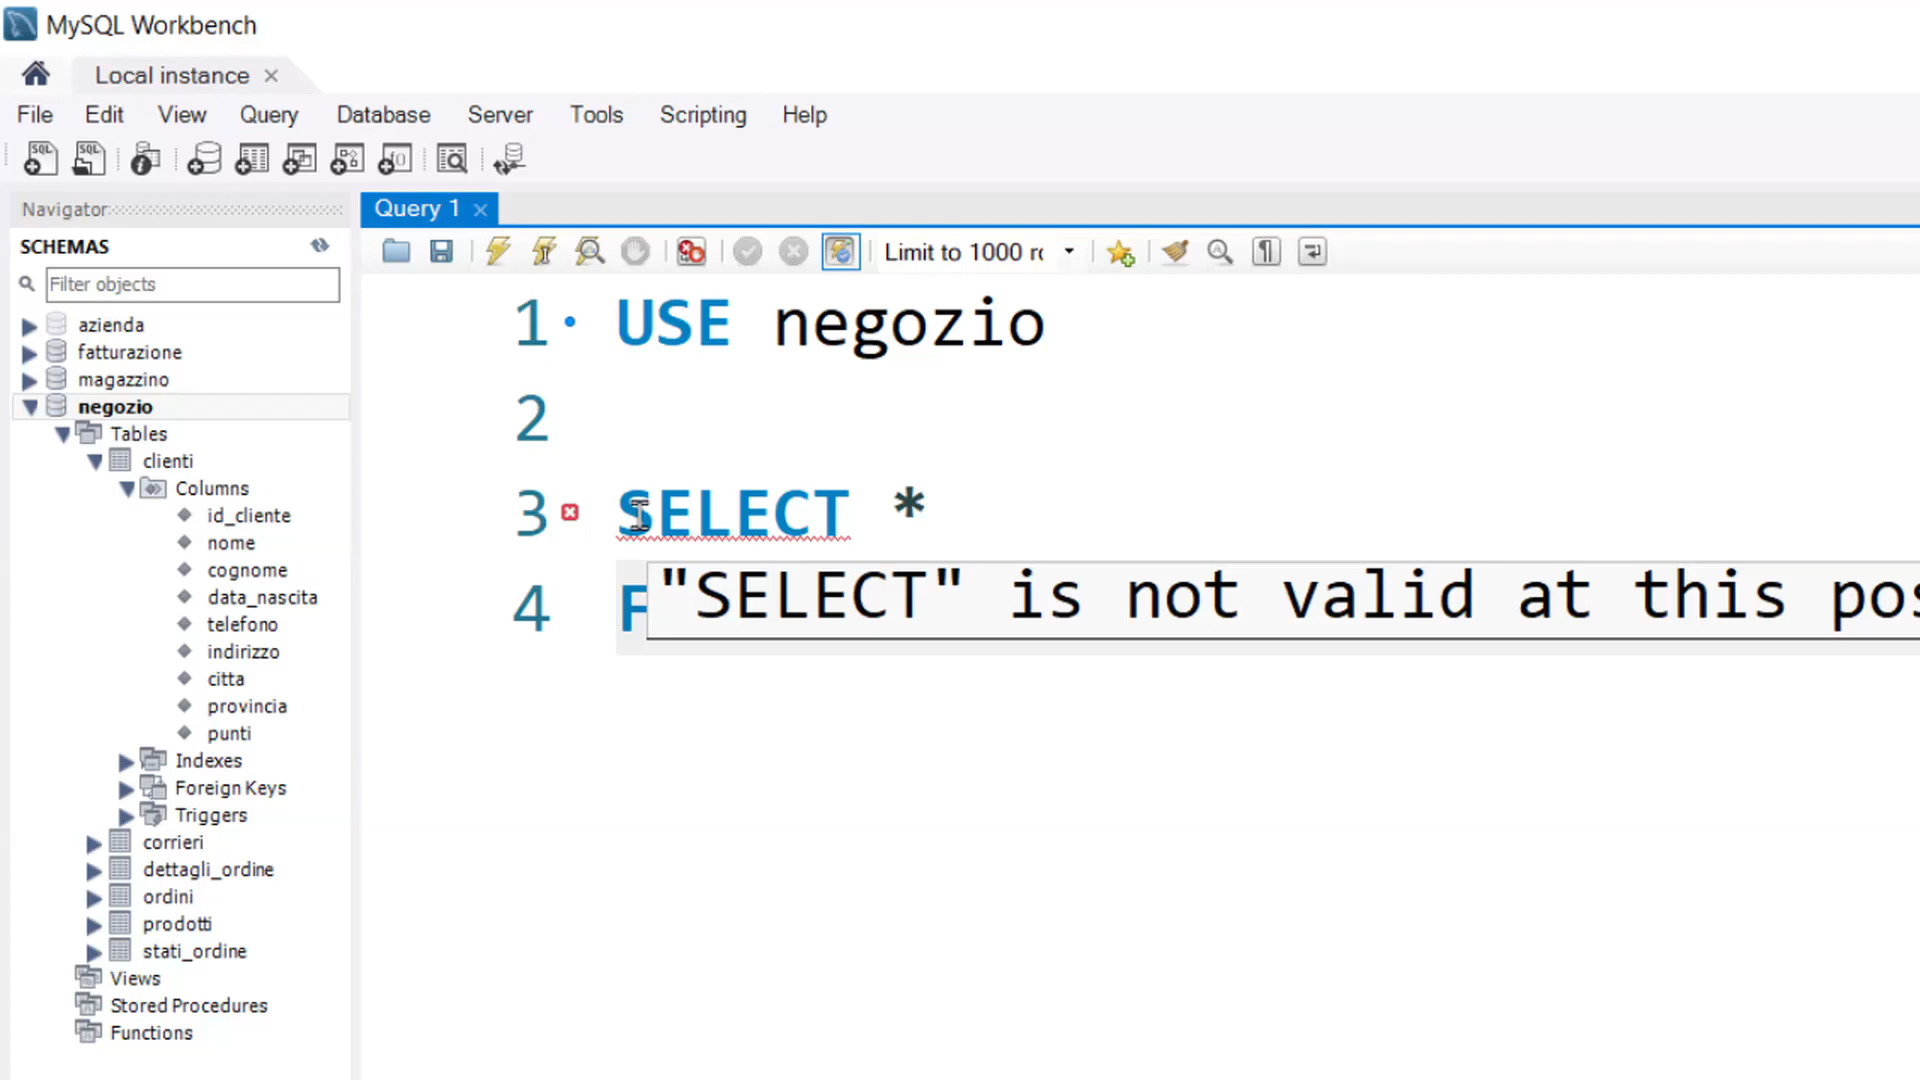 MySQL Workbench
Local instance
File Edit View Query Database Server Tools Scripting Help
Navigator
Query 1
SCHEMAS
Limit to 1000 rc
Filter objects
azienda
fatturazione
magazzino
negozio
Tables
clienti
Columns
id_cliente
nome
cognome
data_nascita
telefono
indirizzo
citta
provincia
punti
Indexes
Foreign Keys
Triggers
corrieri
dettagli_ordine
ordini
prodotti
stati_ordine
Views
Stored Procedures
Functions
1 USE negozio
2
3 SELECT *
4 F
"SELECT" is not valid at this pos